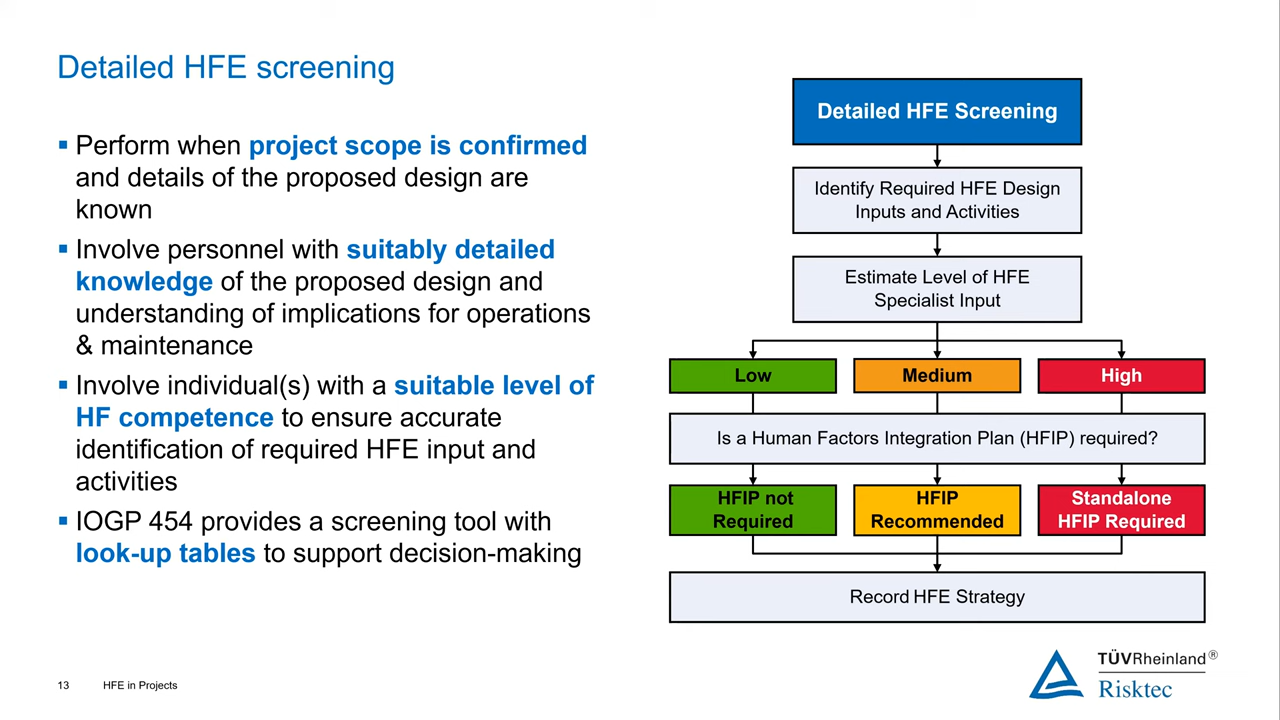 Detailed HFE screening
▪ Perform when project scope is confirmed
and details of the proposed design are
known
▪ Involve personnel with suitably detailed
knowledge of the proposed design and
understanding of implications for operations
& maintenance
▪ Involve individual(s) with a suitable level of
HF competence to ensure accurate
identification of required HFE input and
activities
▪ IOGP 454 provides a screening tool with
look-up tables to support decision-making
Detailed HFE Screening
Identify Required HFE Design
Inputs and Activities
Estimate Level of HFE
Specialist Input
Low
Medium
High
Is a Human Factors Integration Plan (HFIP) required?
HFIP not
Required
HFIP
Recommended
Standalone
HFIP Required
Record HFE Strategy
13
HFE in Projects
TÜVRheinland®
Risktec